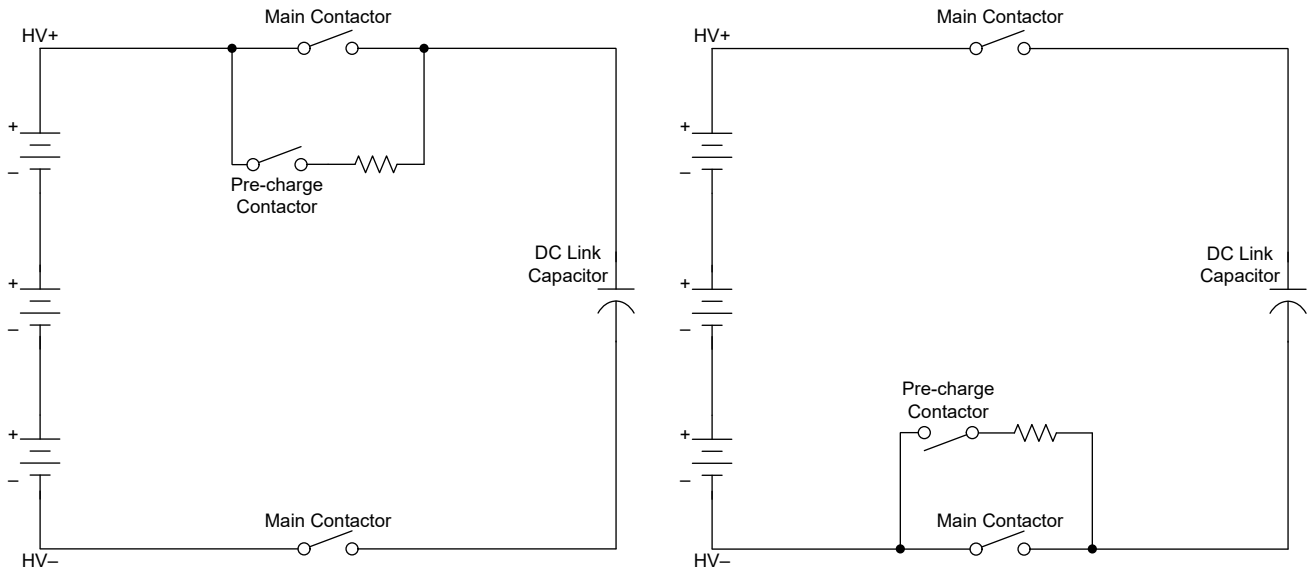 Main Contactor
HV+
+
–
Pre-charge
Contactor
+
–
DC Link
Capacitor
+
–
Main Contactor
HV–
Main Contactor
HV+
+
–
+
–
DC Link
Capacitor
Pre-charge
Contactor
+
–
Main Contactor
HV–